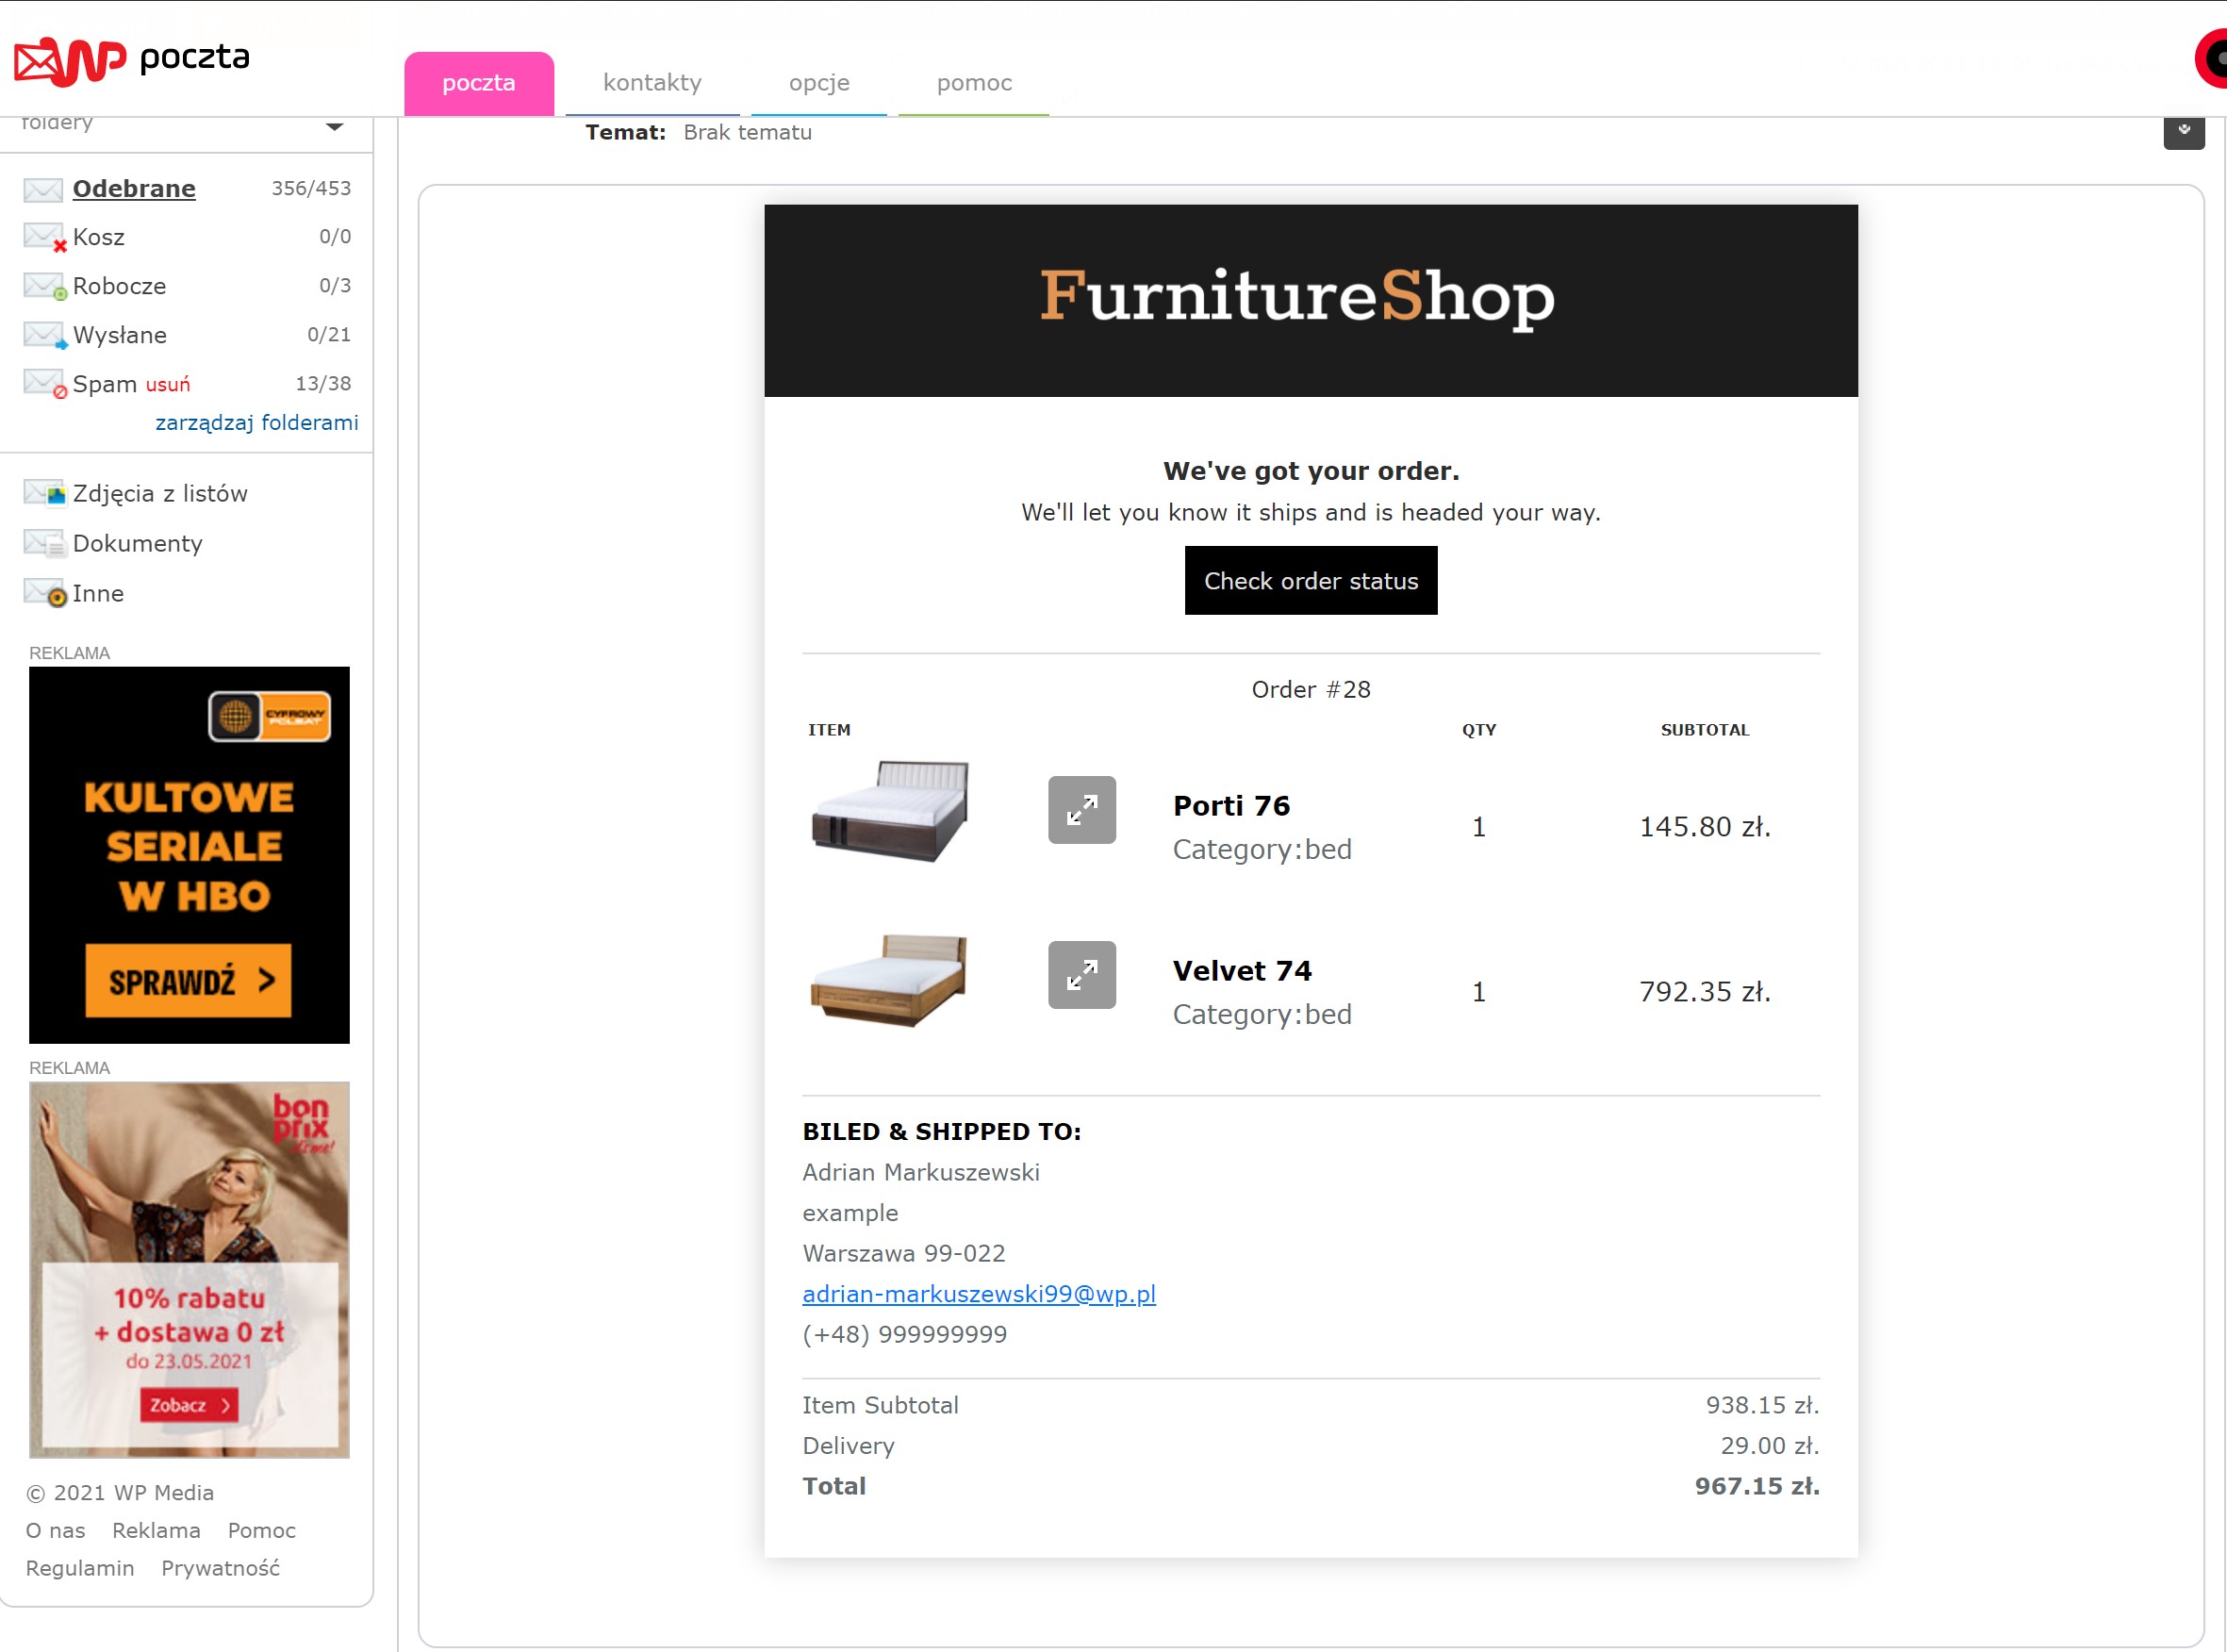 WP poczta
poczta kontakty opcje pomoc
foldery
Temat: Brak tematu
Odebrane 356/453
Kosz 0/0
Robocze 0/3
Wysłane 0/21
Spam usuń 13/38
zarządzaj folderami
Zdjęcia z listów
Dokumenty
Inne
REKLAMA
CYFROWY POLSAT
KULTOWE
SERIALE
W HBO
SPRAWDŹ >
REKLAMA
bon
prix
it's me!
10% rabatu
+ dostawa 0 zł
do 23.05.2021
Zobacz >
© 2021 WP Media
O nas Reklama Pomoc
Regulamin Prywatność
FurnitureShop
We've got your order.
We'll let you know it ships and is headed your way.
Check order status
Order #28
ITEM QTY SUBTOTAL
Porti 76
Category:bed
1 145.80 zł.
Velvet 74
Category:bed
1 792.35 zł.
BILED & SHIPPED TO:
Adrian Markuszewski
example
Warszawa 99-022
adrian-markuszewski99@wp.pl
(+48) 999999999
Item Subtotal 938.15 zł.
Delivery 29.00 zł.
Total 967.15 zł.